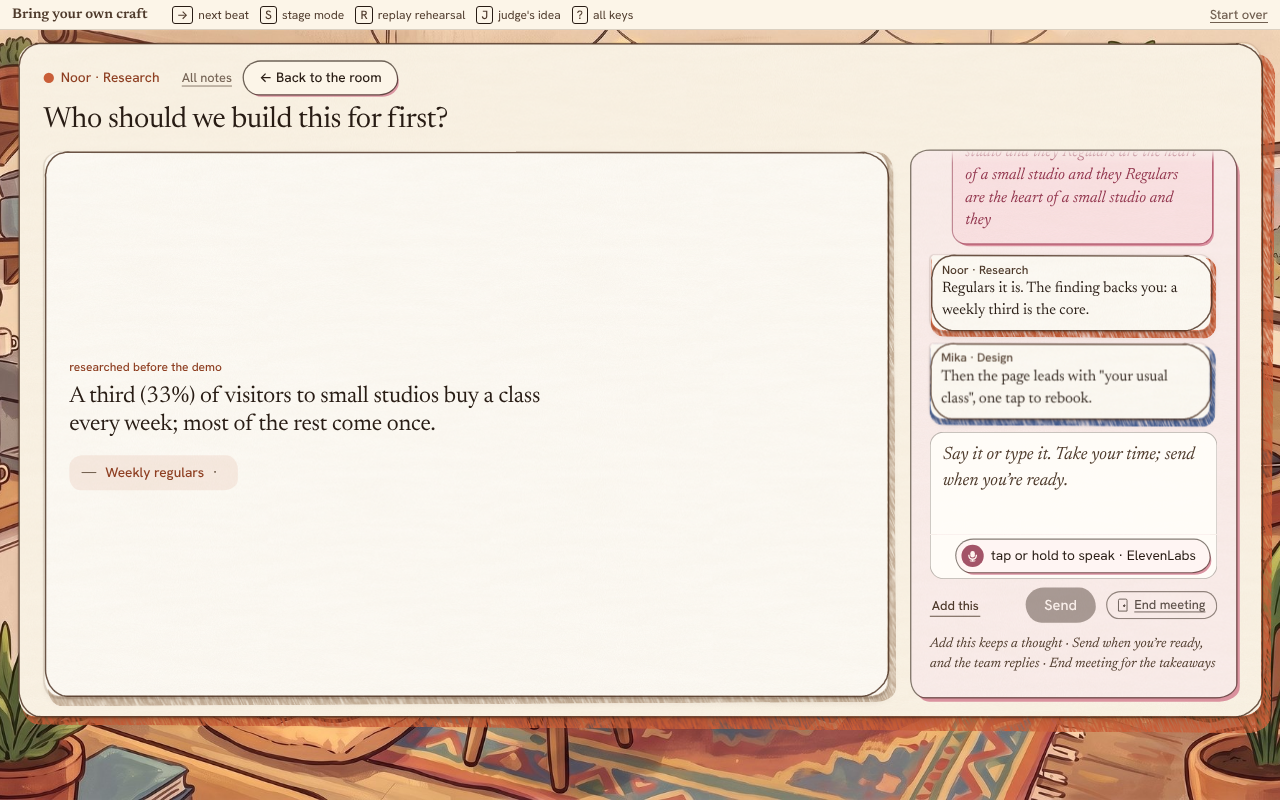 Bring your own craft → next beat S stage mode R replay rehearsal J judge's idea ? all keys Start over
Noor · Research All notes ← Back to the room
Who should we build this for first?
researched before the demo
A third (33%) of visitors to small studios buy a class
every week; most of the rest come once.
— Weekly regulars ·
studio and they Regulars are the heart
of a small studio and they Regulars
are the heart of a small studio and
they
Noor · Research
Regulars it is. The finding backs you: a
weekly third is the core.
Mika · Design
Then the page leads with "your usual
class", one tap to rebook.
Say it or type it. Take your time; send
when you're ready.
tap or hold to speak · ElevenLabs
Add this Send End meeting
Add this keeps a thought · Send when you're ready,
and the team replies · End meeting for the takeaways